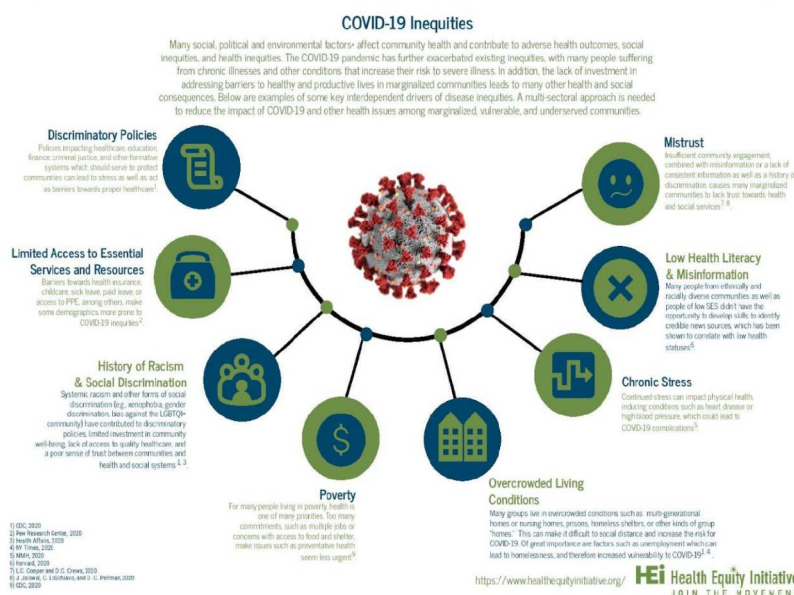 COVID-19 Inequities
Many social, political and environmental factors• affect community health and contribute to adverse health outcomes, social
inequities, and health inequities. The COVID-19 pandemic has further exacerbated existing inequities, with many people suffering
from chronic illnesses and other conditions that increase their risk to severe illness. In addition, the lack of investment in
addressing barriers to healthy and productive lives in marginalized communities leads to many other health and social
consequences. Below are examples of some key interdependent drivers of disease inequities. A multi-sectoral approach is needed
to reduce the impact of COVID-19 and other health issues among marginalized, vulnerable, and underserved communities.
Discriminatory Policies
Policies impacting healthcare, education,
finance, criminal justice, and other formative
systems which should serve to protect
communities can lead to stress as well as act
as barriers towards proper healthcare1.
Limited Access to Essential
Services and Resources
Barriers towards health insurance,
childcare, sick leave, paid leave, or
access to PPE, among others, make
some demographics more prone to
COVID-19 inequities2.
History of Racism
& Social Discrimination
Systemic racism and other forms of social
discrimination (e.g., xenophobia, gender
discrimination, bias against the LGBTQI+
community) have contributed to discriminatory
policies, limited investment in community
well-being, lack of access to quality healthcare, and
a poor sense of trust between communities and
health and social systems 1 3.
Poverty
For many people living in poverty health is
one of many priorities. Too many
commitments, such as multiple jobs or
concerns with access to food and shelter,
make issues such as preventative health
seem less urgent9.
Overcrowded Living
Conditions
Many groups live in overcrowded conditions such as multi-generational
homes or nursing homes, prisons, homeless shelters, or other kinds of group
"homes." This can make it difficult to social distance and increase the risk for
COVID-19. Of great importance are factors such as unemployment which can
lead to homelessness, and therefore increased vulnerability to COVID-191 4.
Chronic Stress
Continued stress can impact physical health,
inducing conditions such as heart disease or
high blood pressure, which could lead to
COVID-19 complications5.
Low Health Literacy
& Misinformation
Many people from ethnically and
racially diverse communities as well as
people of low SES didn't have the
opportunity to develop skills to identify
credible news sources, which has been
shown to correlate with low health
statuses6.
Mistrust
Insufficient community engagement,
combined with misinformation or a lack of
consistent information as well as a history of
discrimination, causes many marginalized
communities to lack trust towards health
and social services7,8.
$
1) CDC, 2020
2) Pew Research Center, 2020
3) Health Affairs, 2020
4) NY Times, 2020
5) NIMH, 2020
6) Harvard, 2020
7) L.C. Cooper and D.C. Crews, 2020
8) J. Jaiswal, C. LoSchiavo, and D. C. Perlman, 2020
9) CDC, 2020
https://www.healthequityinitiative.org/
HEi Health Equity Initiative
JOIN THE MOVEMENT